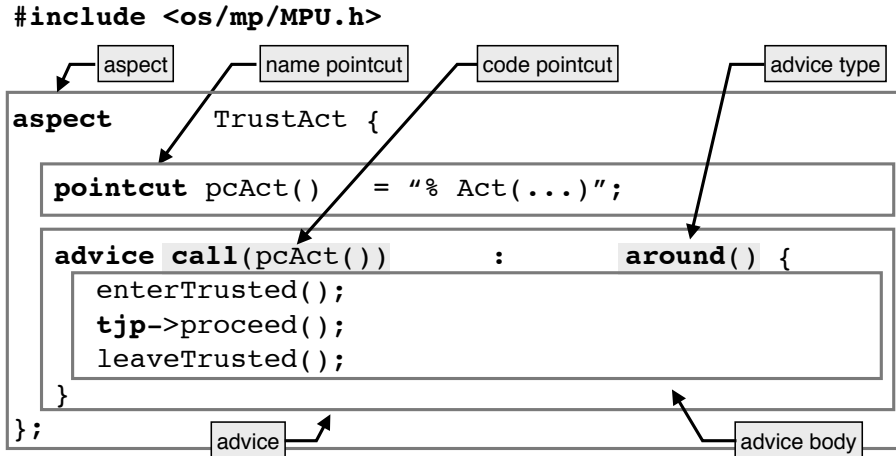 #include <os/mp/MPU.h>
aspect name pointcut code pointcut advice type
aspect TrustAct {
pointcut pcAct() = “% Act(...)”;
advice call(pcAct()) : around() {
enterTrusted();
tjp->proceed();
leaveTrusted();
}
};
advice advice body